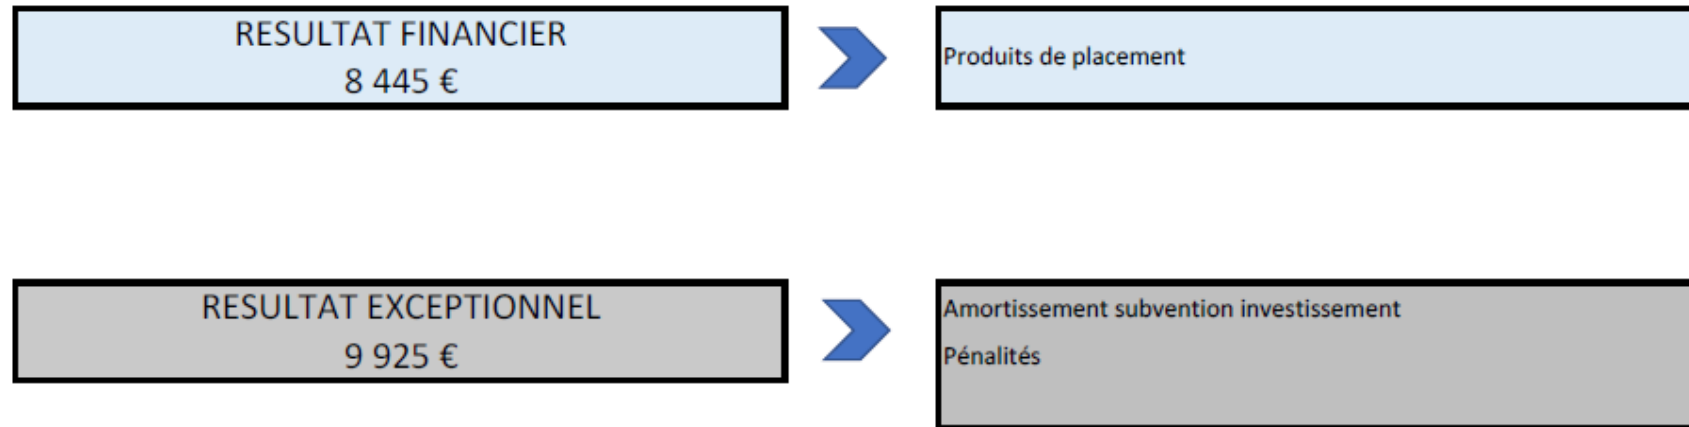 RESULTAT FINANCIER
8 445 €
Produits de placement
RESULTAT EXCEPTIONNEL
9 925 €
Amortissement subvention investissement
Pénalités